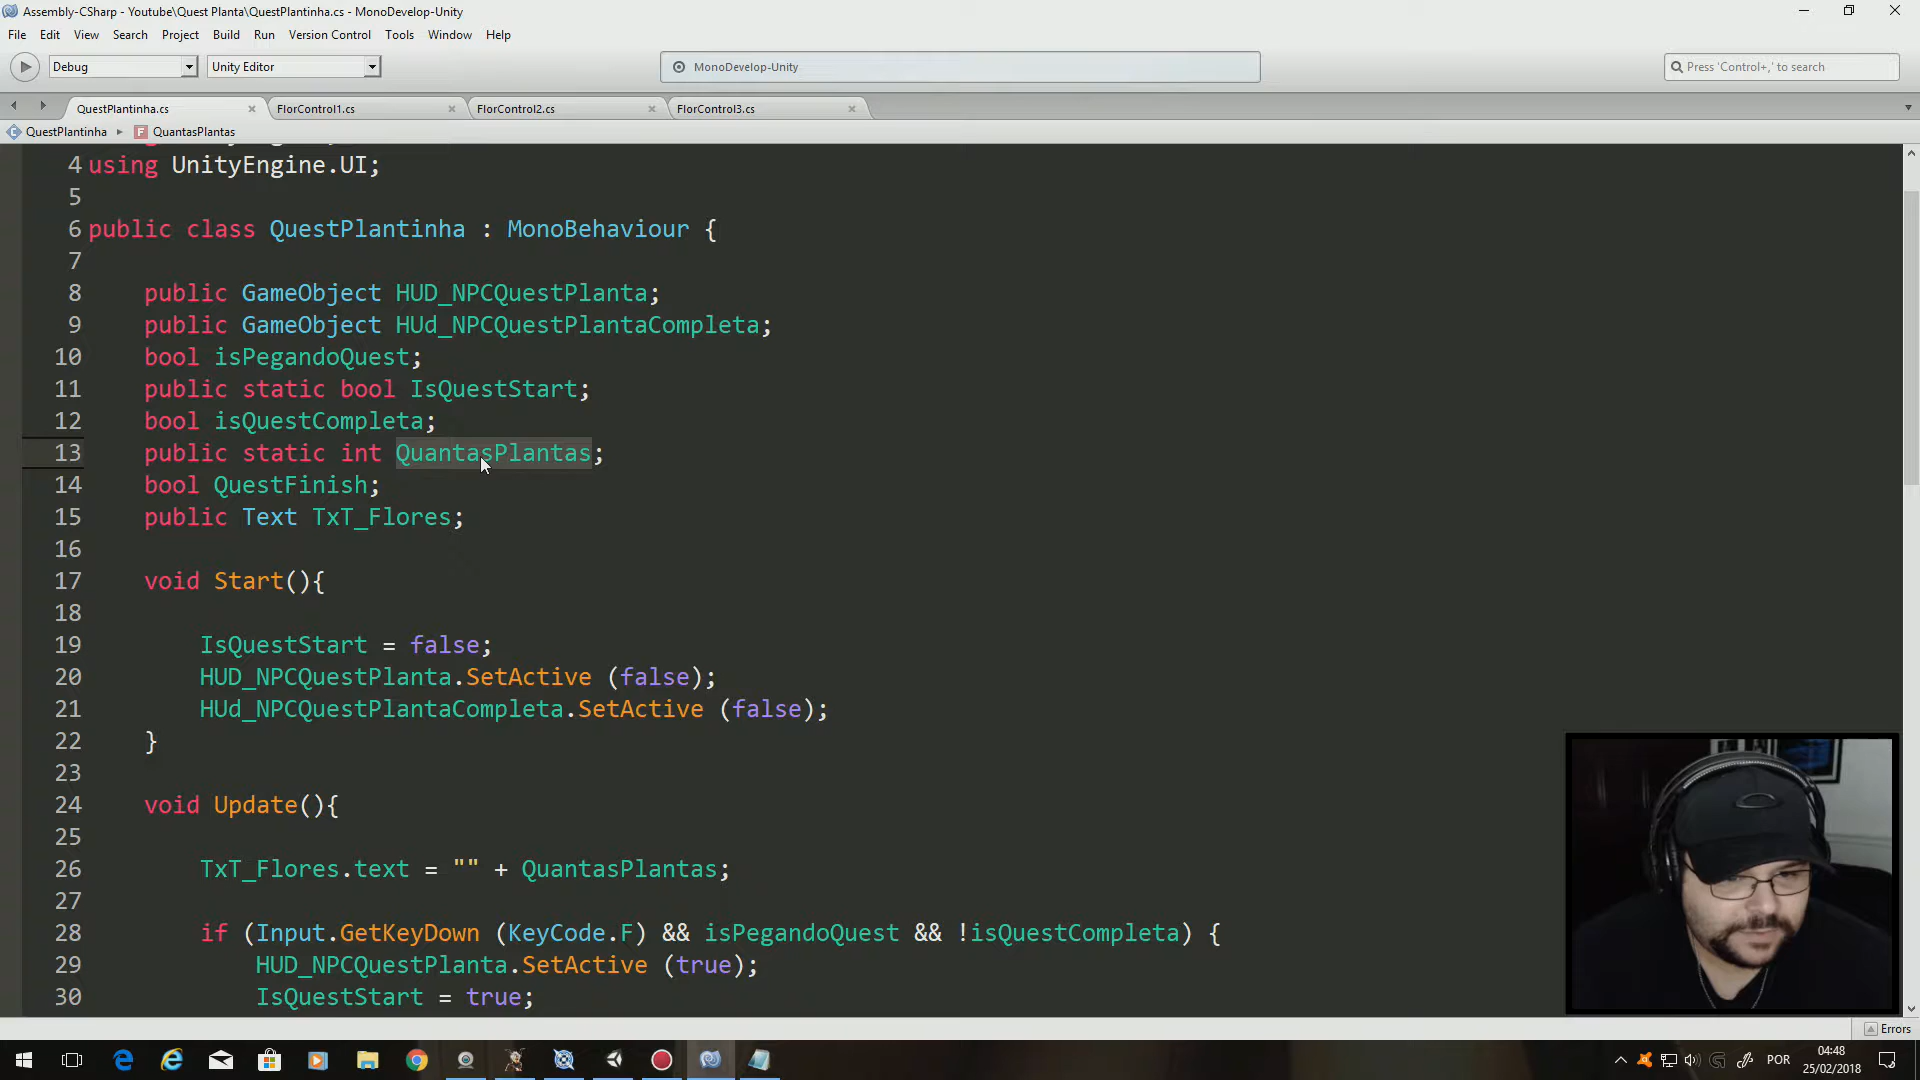 Assembly-CSharp - Youtube\Quest Planta\QuestPlantinha.cs - MonoDevelop-Unity
File Edit View Search Project Build Run Version Control Tools Window Help
Debug Unity Editor MonoDevelop-Unity Press 'Control+,' to search
QuestPlantinha.cs FlorControl1.cs FlorControl2.cs FlorControl3.cs
QuestPlantinha QuantasPlantas
4 using UnityEngine.UI;
5
6 public class QuestPlantinha : MonoBehaviour {
7
8 public GameObject HUD_NPCQuestPlanta;
9 public GameObject HUd_NPCQuestPlantaCompleta;
10 bool isPegandoQuest;
11 public static bool IsQuestStart;
12 bool isQuestCompleta;
13 public static int QuantasPlantas;
14 bool QuestFinish;
15 public Text TxT_Flores;
16
17 void Start(){
18
19 IsQuestStart = false;
20 HUD_NPCQuestPlanta.SetActive (false);
21 HUd_NPCQuestPlantaCompleta.SetActive (false);
22 }
23
24 void Update(){
25
26 TxT_Flores.text = "" + QuantasPlantas;
27
28 if (Input.GetKeyDown (KeyCode.F) && isPegandoQuest && !isQuestCompleta) {
29 HUD_NPCQuestPlanta.SetActive (true);
30 IsQuestStart = true;
Errors
POR 04:48
25/02/2018